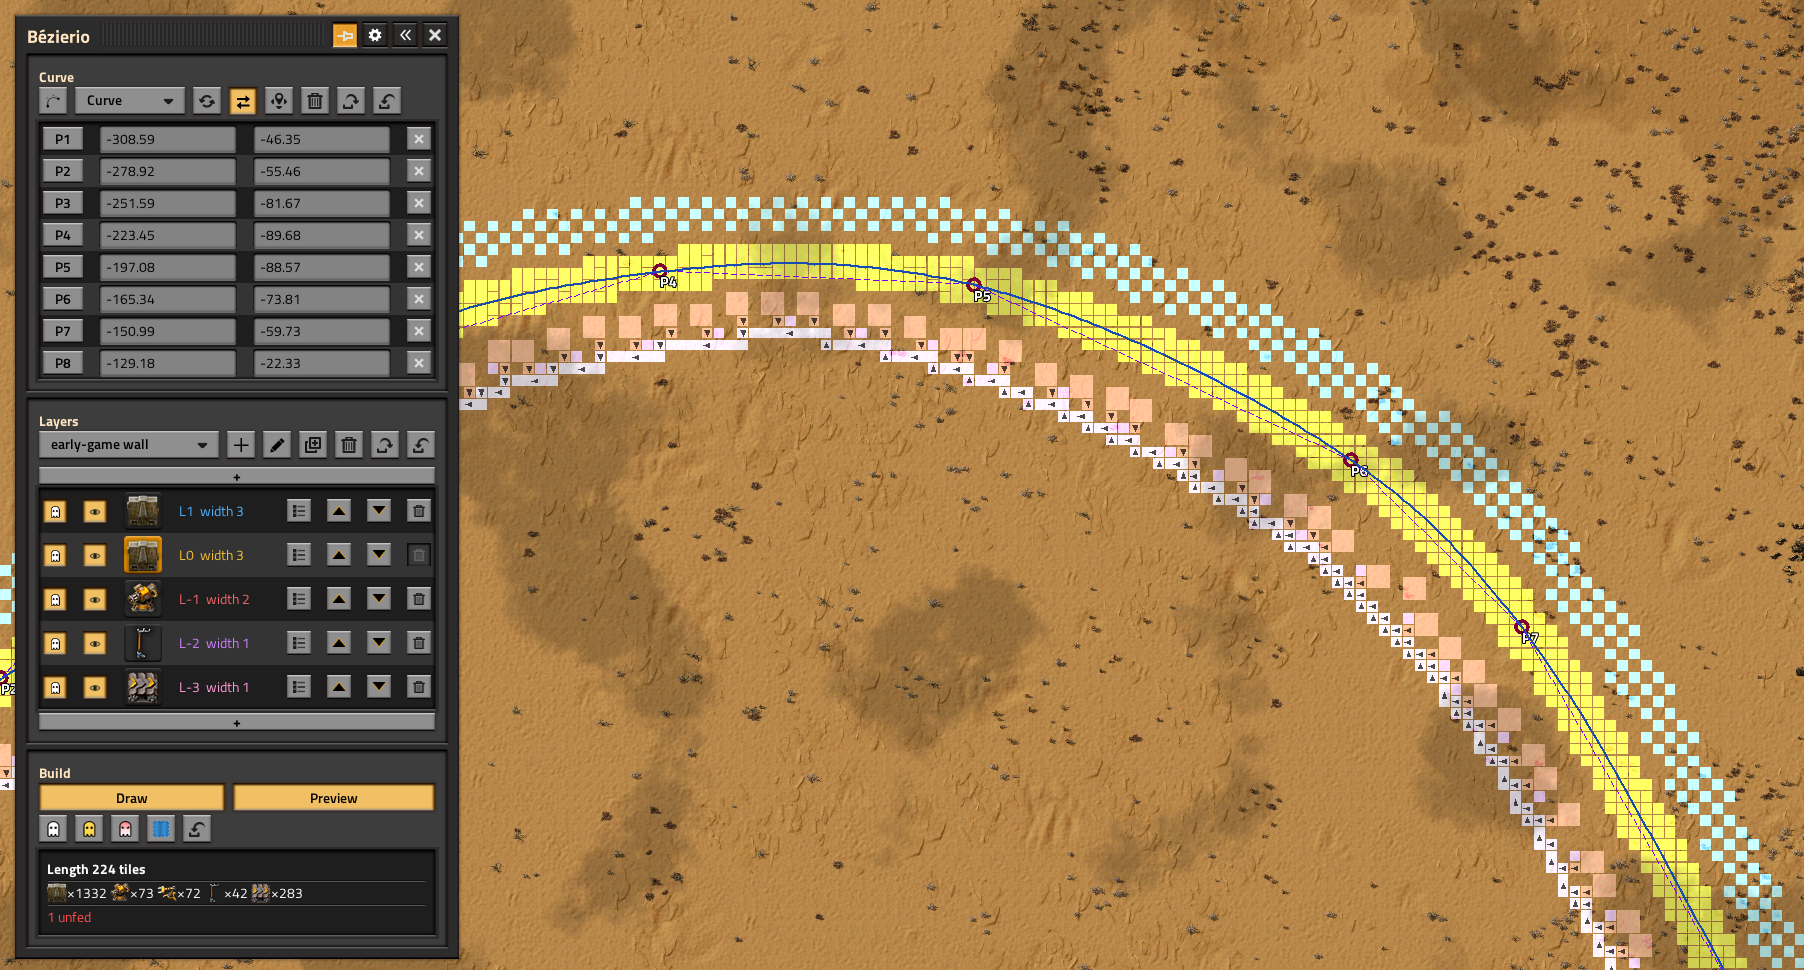 Bézierio
Curve
Curve
P1 -308.59 -46.35
P2 -278.92 -55.46
P3 -251.59 -81.67
P4 -223.45 -89.68
P5 -197.08 -88.57
P6 -165.34 -73.81
P7 -150.99 -59.73
P8 -129.18 -22.33
Layers
early-game wall
+
L1 width 3
L0 width 3
L-1 width 2
L-2 width 1
L-3 width 1
+
Build
Draw Preview
Length 224 tiles
×1332 ×73 ×72 ×42 ×283
1 unfed
P4
P5
P6
P7
P2